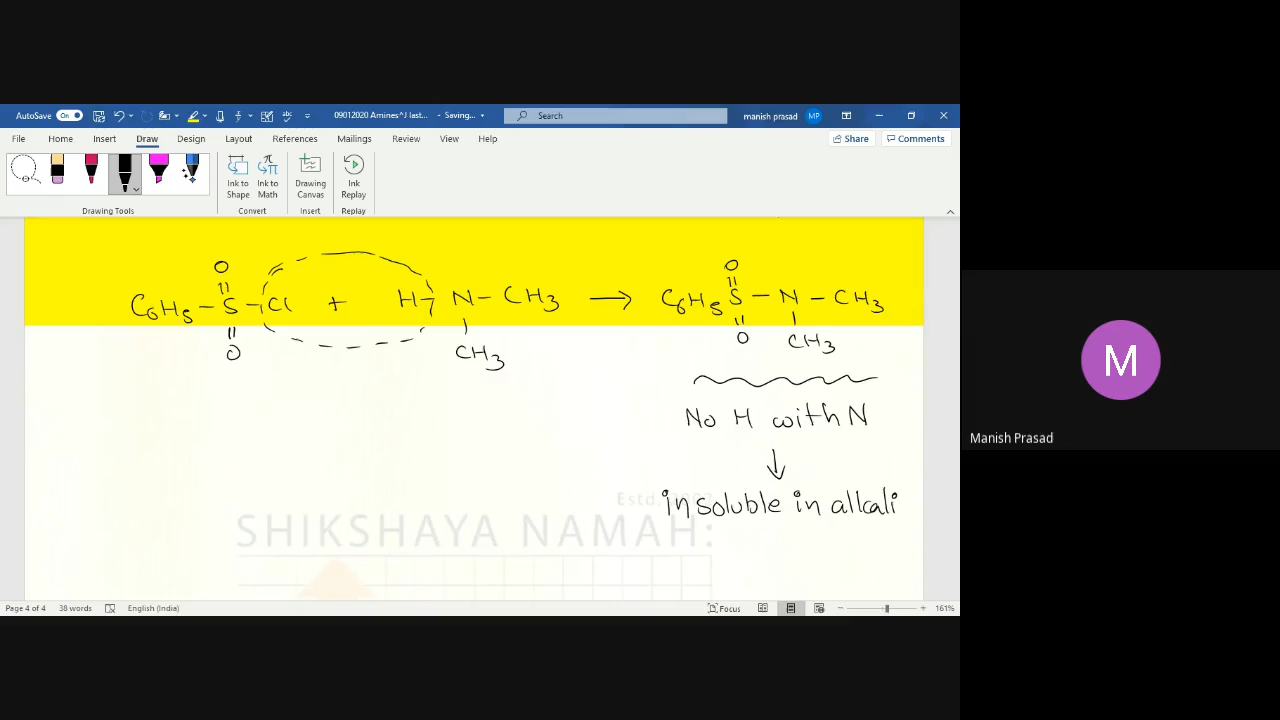 AutoSave On 09012020 Amines^J last... - Saving... Search manish prasad MP
File Home Insert Draw Design Layout References Mailings Review View Help Share Comments
Ink to Shape Ink to Math Drawing Canvas Ink Replay
Drawing Tools Convert Insert Replay
O O
C6H5 – S – Cl + H – N – CH3 → C6H5 S – N – CH3
O CH3 O CH3
No H with N
↓
insoluble in alkali
Estd. 2003
SHIKSHAYA NAMAH:
M
Manish Prasad
Page 4 of 4 38 words English (India) Focus 161%